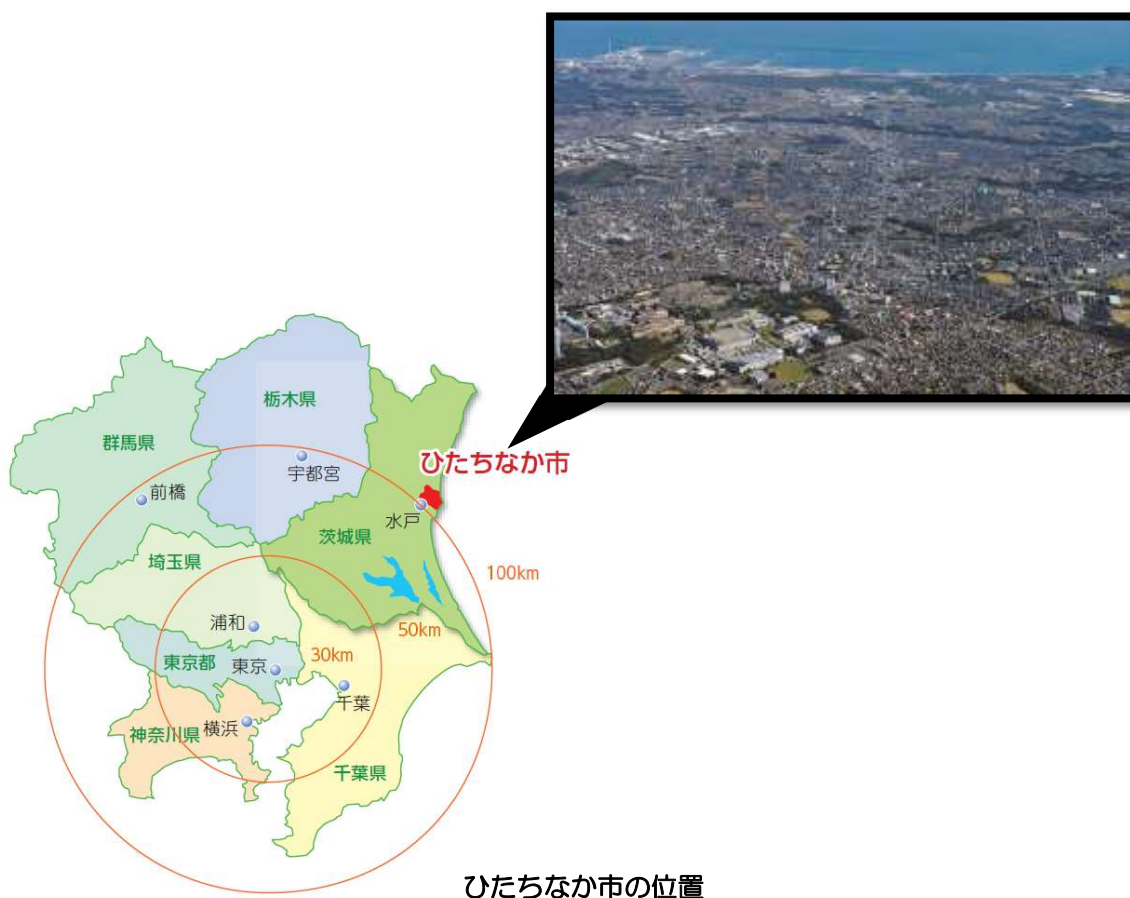 栃木県
群馬県
ひたちなか市
宇都宮
前橋
水戸
茨城県
埼玉県
100km
浦和
50km
30km
東京都
東京
千葉
横浜
神奈川県
千葉県
ひたちなか市の位置